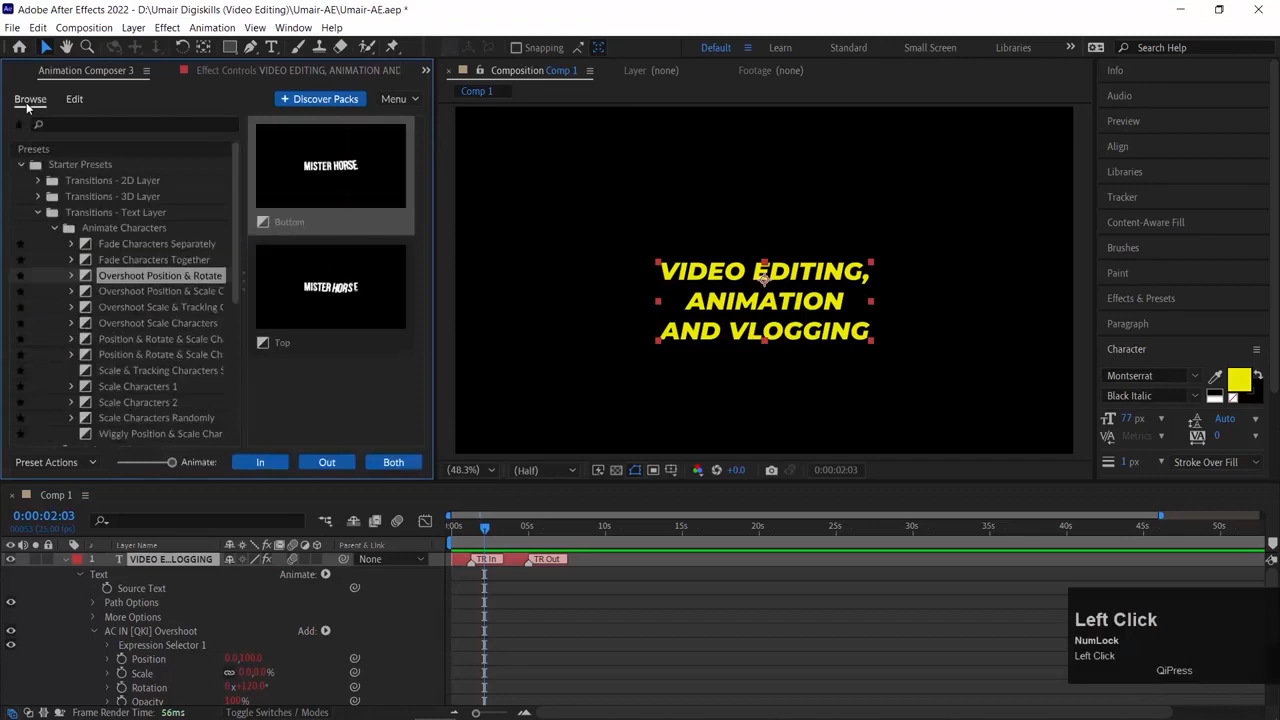 Adobe After Effects 2022 - D:\Umair Digiskills (Video Editing)\Umair-AE\Umair-AE.aep *
File Edit Composition Layer Effect Animation View Window Help
Snapping
Default Learn Standard Small Screen Libraries Search Help
Animation Composer 3
Effect Controls VIDEO EDITING, ANIMATION AND
Composition Comp 1
Layer (none)
Footage (none)
Info
Browse Edit
+ Discover Packs
Menu
Comp 1
Audio
Preview
Align
Libraries
Tracker
Content-Aware Fill
Brushes
Paint
Effects & Presets
Paragraph
Character
Presets
Starter Presets
Transitions - 2D Layer
Transitions - 3D Layer
Transitions - Text Layer
Animate Characters
Fade Characters Separately
Fade Characters Together
Overshoot Position & Rotate
Overshoot Position & Scale C
Overshoot Scale & Tracking C
Overshoot Scale Characters
Position & Rotate & Scale Ch
Position & Rotate & Scale Ch
Scale & Tracking Characters S
Scale Characters 1
Scale Characters 2
Scale Characters Randomly
Wiggly Position & Scale Char
MISTER HORSE
Bottom
MISTER HORSE
Top
VIDEO EDITING,
ANIMATION
AND VLOGGING
Montserrat
Black Italic
77 px
Auto
Metrics
0
1 px
Stroke Over Fill
Preset Actions
Animate:
In
Out
Both
(48.3%)
(Half)
+0.0
0:00:02:03
Comp 1
0:00:02:03
00053 (25.00 fps)
# Layer Name
Parent & Link
:00s 05s 10s 15s 20s 25s 30s 35s 40s 45s 50s
1 T VIDEO E...LOGGING
None
TR In
TR Out
Text
Animate:
Source Text
Path Options
More Options
AC IN [QKI] Overshoot
Add:
Expression Selector 1
Position
0.0,100.0
Scale
0.0,0.0%
Rotation
0x+120.0°
Opacity
100%
Frame Render Time: 56ms
Toggle Switches / Modes
Left Click
NumLock
Left Click
QiPress